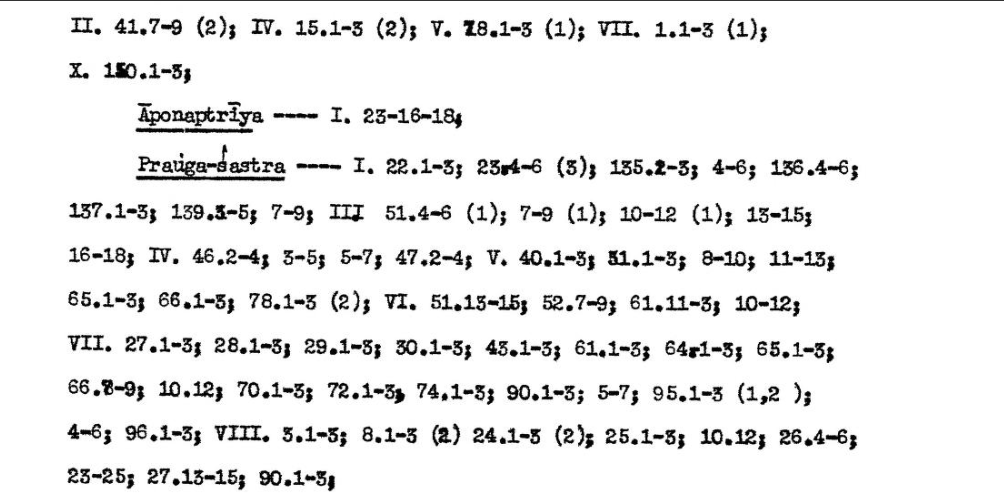 II. 41.7-9 (2); IV. 15.1-3 (2); V. 78.1-3 (1); VII. 1.1-3 (1);
X. 150.1-3;
Āponaptrīya ---- I. 23-16-18;
Prauga-śastra ---- I. 22.1-3; 23.4-6 (3); 135.1-3; 4-6; 136.4-6;
137.1-3; 139.3-5; 7-9; III 51.4-6 (1); 7-9 (1); 10-12 (1); 13-15;
16-18; IV. 46.2-4; 3-5; 5-7; 47.2-4; V. 40.1-3; 51.1-3; 8-10; 11-13;
65.1-3; 66.1-3; 78.1-3 (2); VI. 51.13-15; 52.7-9; 61.11-3; 10-12;
VII. 27.1-3; 28.1-3; 29.1-3; 30.1-3; 43.1-3; 61.1-3; 64.1-3; 65.1-3;
66.7-9; 10.12; 70.1-3; 72.1-3; 74.1-3; 90.1-3; 5-7; 95.1-3 (1,2 );
4-6; 96.1-3; VIII. 3.1-3; 8.1-3 (2) 24.1-3 (2); 25.1-3; 10.12; 26.4-6;
23-25; 27.13-15; 90.1-3;